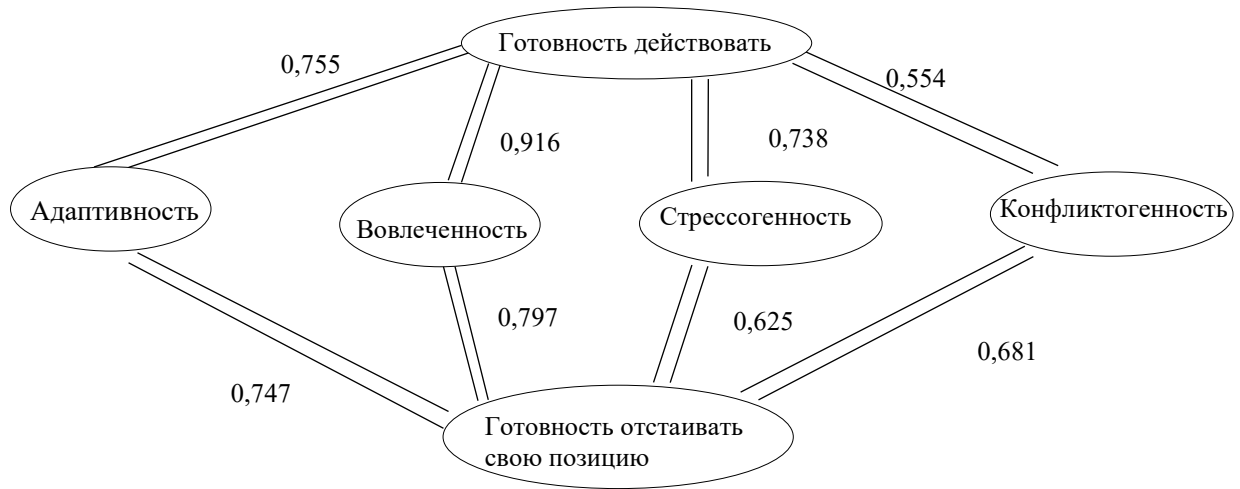 Готовность действовать
0,755
0,554
0,916
0,738
Адаптивность
Вовлеченность
Стрессогенность
Конфликтогенность
0,797
0,625
0,681
0,747
Готовность отстаивать
свою позицию